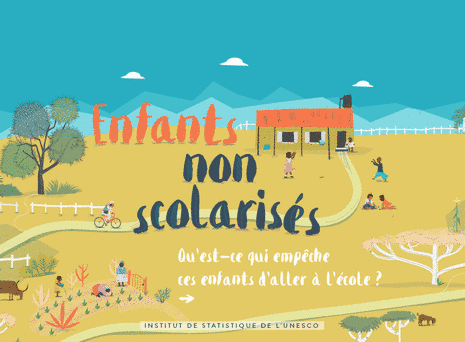 Enfants
non
scolarisés
Qu'est-ce qui empêche
ces enfants d'aller à l'école ?
INSTITUT DE STATISTIQUE DE L'UNESCO